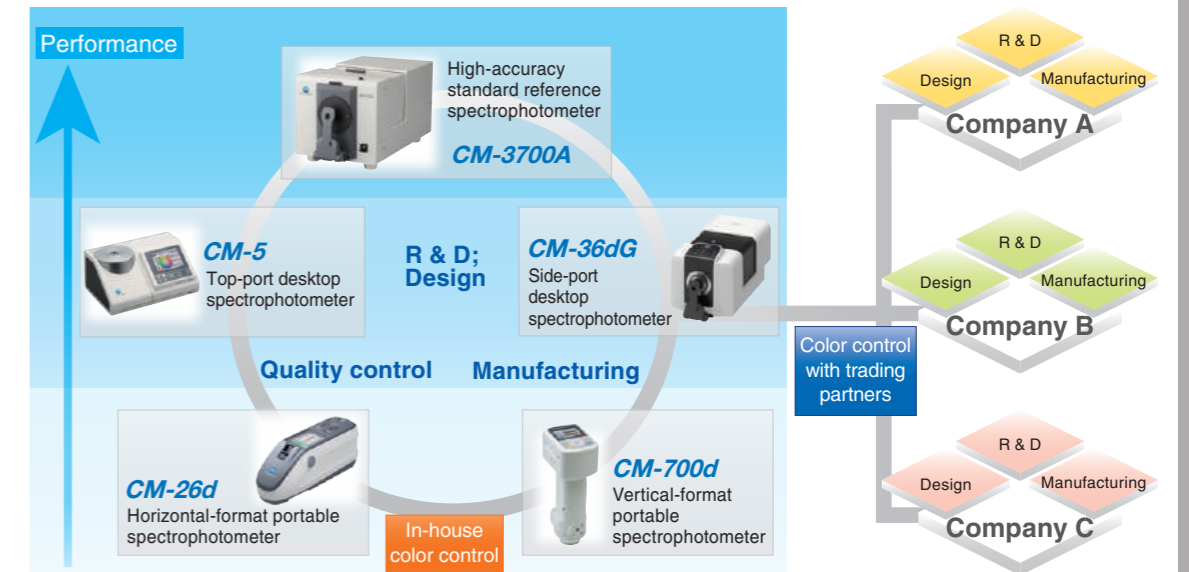 Performance
High-accuracy
standard reference
spectrophotometer
CM-3700A
CM-5
Top-port desktop
spectrophotometer
R & D;
Design
CM-36dG
Side-port
desktop
spectrophotometer
Quality control
Manufacturing
CM-26d
Horizontal-format portable
spectrophotometer
In-house
color control
CM-700d
Vertical-format
portable
spectrophotometer
Color control
with trading
partners
R & D
Design
Manufacturing
Company A
R & D
Design
Manufacturing
Company B
R & D
Design
Manufacturing
Company C